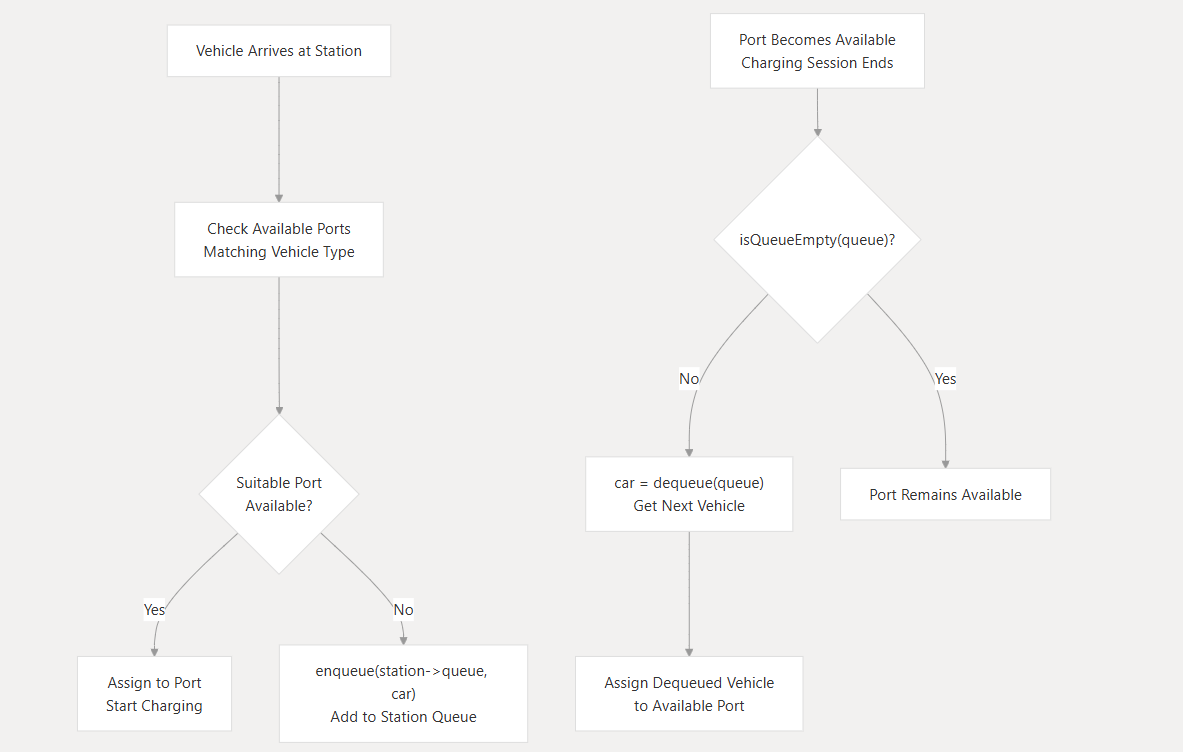 Vehicle Arrives at Station
Check Available Ports
Matching Vehicle Type
Suitable Port
Available?
Yes
No
Assign to Port
Start Charging
enqueue(station->queue,
car)
Add to Station Queue
Port Becomes Available
Charging Session Ends
isQueueEmpty(queue)?
No
Yes
car = dequeue(queue)
Get Next Vehicle
Port Remains Available
Assign Dequeued Vehicle
to Available Port